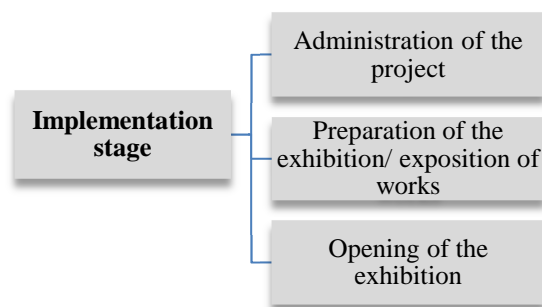 Implementation
stage
Administration of the
project
Preparation of the
exhibition/ exposition of
works
Opening of the
exhibition